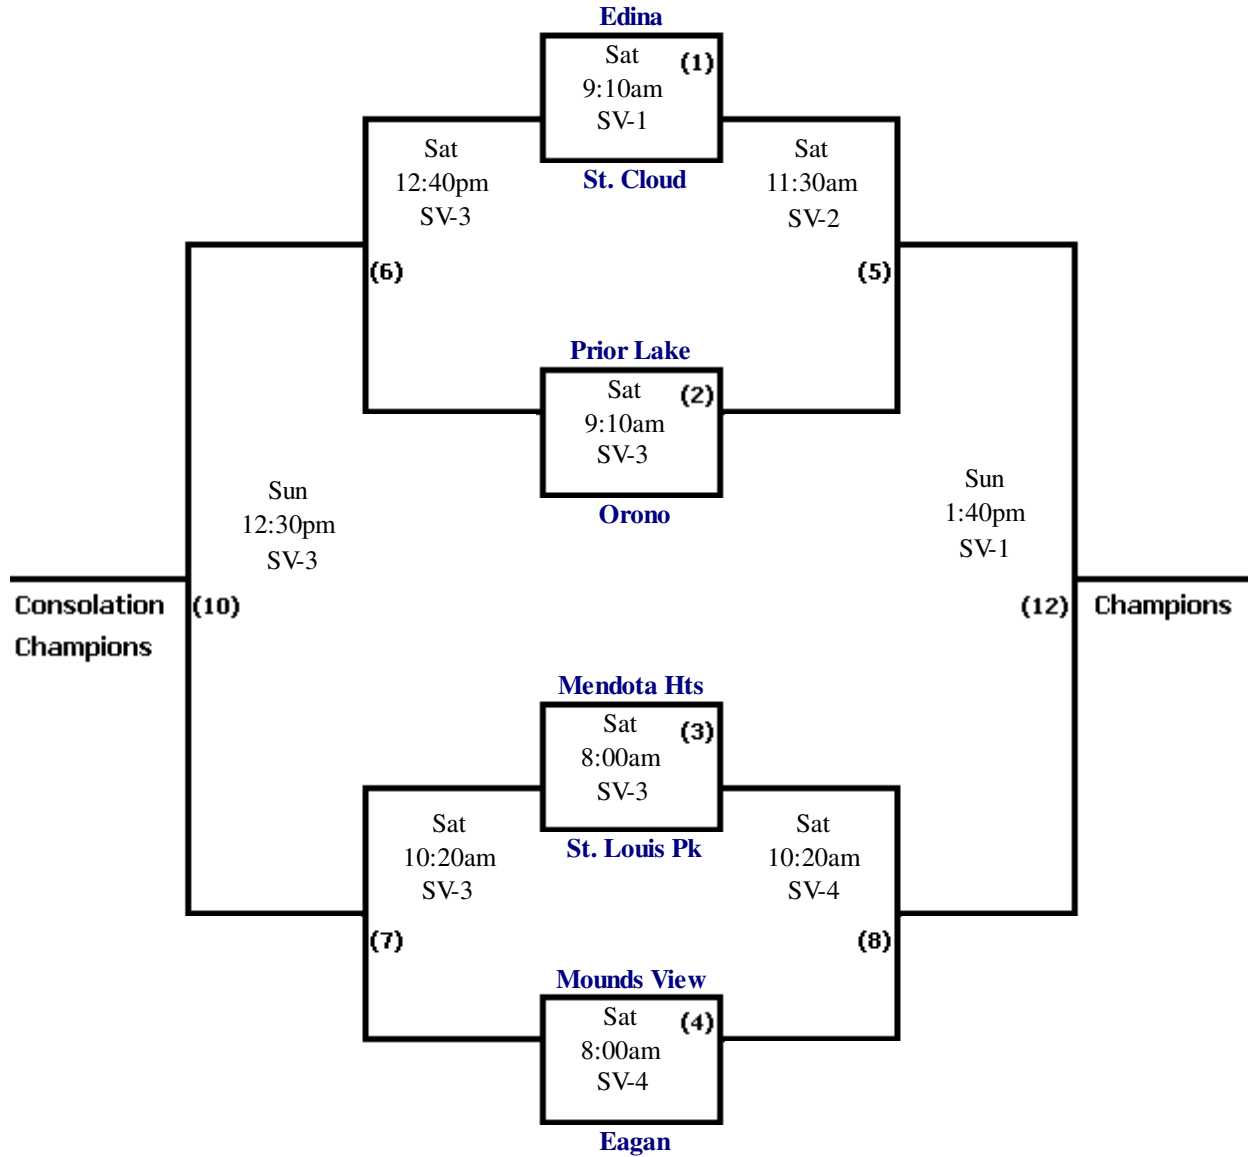 Edina
Sat
9:10am
SV-1
(1)
St. Cloud
Sat
12:40pm
SV-3
(6)
Sat
11:30am
SV-2
(5)
Prior Lake
Sat
9:10am
SV-3
(2)
Orono
Sun
12:30pm
SV-3
(10)
Consolation
Champions
Sun
1:40pm
SV-1
(12)
Champions
Mendota Hts
Sat
8:00am
SV-3
(3)
St. Louis Pk
Sat
10:20am
SV-3
(7)
Sat
10:20am
SV-4
(8)
Mounds View
Sat
8:00am
SV-4
(4)
Eagan